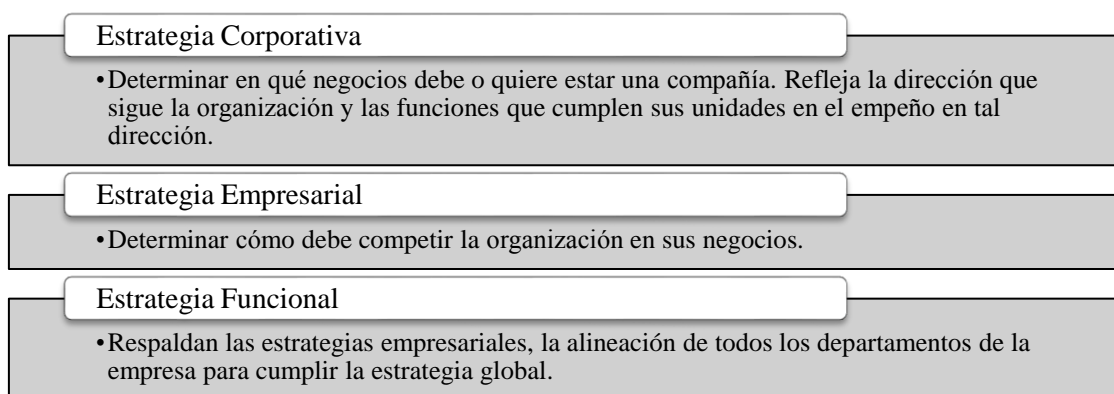 Estrategia Corporativa
•Determinar en qué negocios debe o quiere estar una compañía. Refleja la dirección que
sigue la organización y las funciones que cumplen sus unidades en el empeño en tal
dirección.
Estrategia Empresarial
•Determinar cómo debe competir la organización en sus negocios.
Estrategia Funcional
•Respaldan las estrategias empresariales, la alineación de todos los departamentos de la
empresa para cumplir la estrategia global.